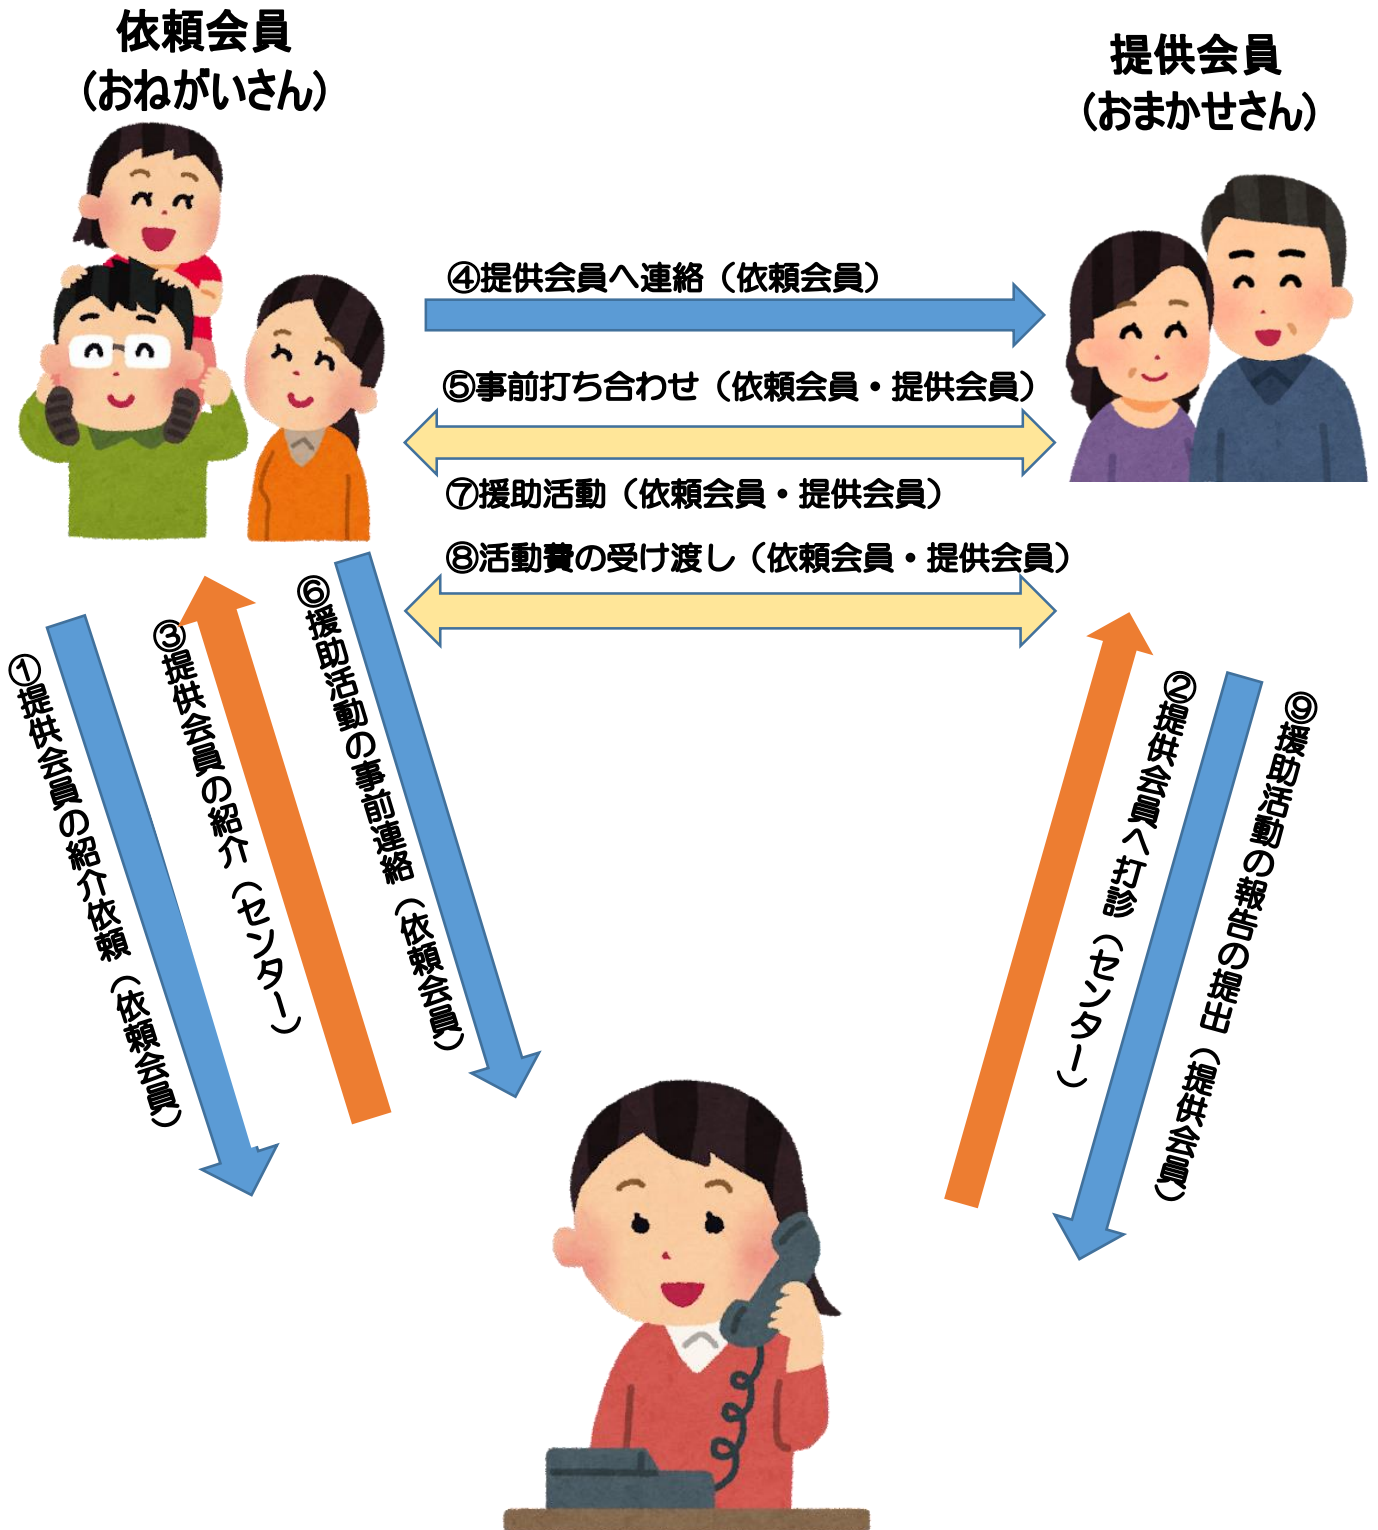 依頼会員
（おねがいさん）
提供会員
（おまかせさん）
④提供会員へ連絡（依頼会員）
⑤事前打ち合わせ（依頼会員・提供会員）
⑦援助活動（依頼会員・提供会員）
⑧活動費の受け渡し（依頼会員・提供会員）
①提供会員の紹介依頼（依頼会員）
③提供会員の紹介（センター）
⑥援助活動の事前連絡（依頼会員）
②提供会員へ打診（センター）
⑨援助活動の報告の提出（提供会員）